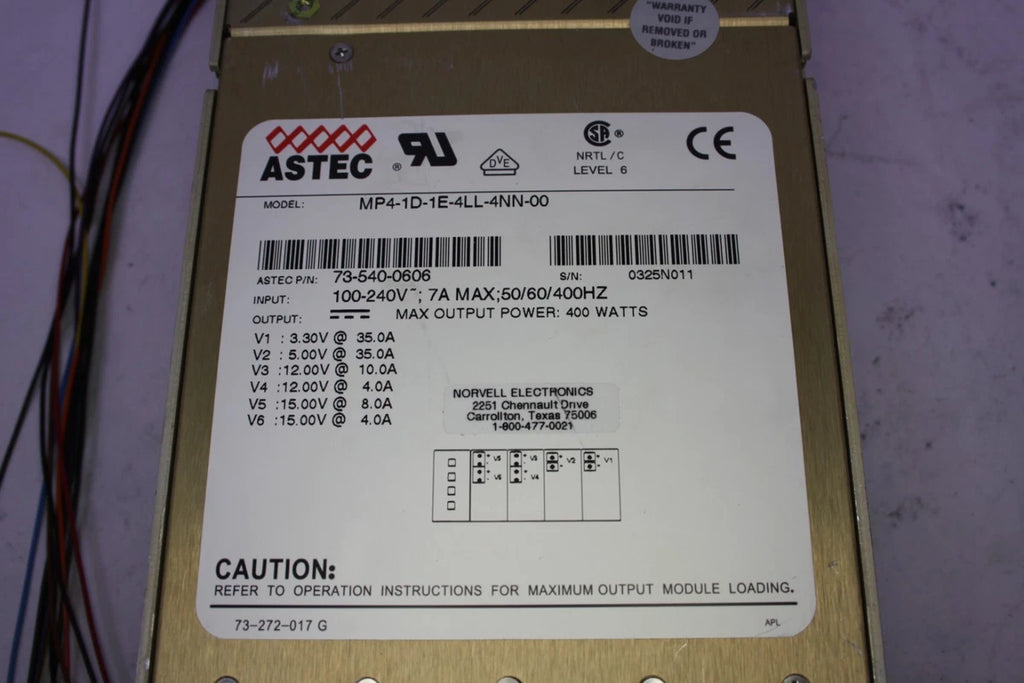 "WARRANTY
VOID IF
REMOVED OR
BROKEN"
ASTEC ® RU ® DVE SA ® CE
NRTL / C
LEVEL 6
MODEL: MP4-1D-1E-4LL-4NN-00
ASTEC P/N: 73-540-0606 S/N: 0325N011
INPUT: 100-240V~; 7A MAX;50/60/400HZ
OUTPUT: MAX OUTPUT POWER: 400 WATTS
V1 : 3.30V @ 35.0A
V2 : 5.00V @ 35.0A
V3 :12.00V @ 10.0A
V4 :12.00V @ 4.0A
V5 :15.00V @ 8.0A
V6 :15.00V @ 4.0A
NORVELL ELECTRONICS
2251 Chennault Drive
Carrollton, Texas 75006
1-800-477-0021
+ V5 + V3 + V2 + V1
- - - -
+ V6 + V4
- -
CAUTION:
REFER TO OPERATION INSTRUCTIONS FOR MAXIMUM OUTPUT MODULE LOADING.
73-272-017 G APL